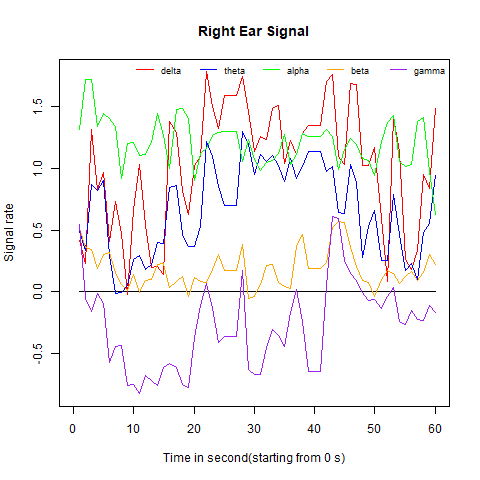 Right Ear Signal
delta theta alpha beta gamma
Signal rate
1.5
1.0
0.5
0.0
-0.5
0 10 20 30 40 50 60
Time in second(starting from 0 s)